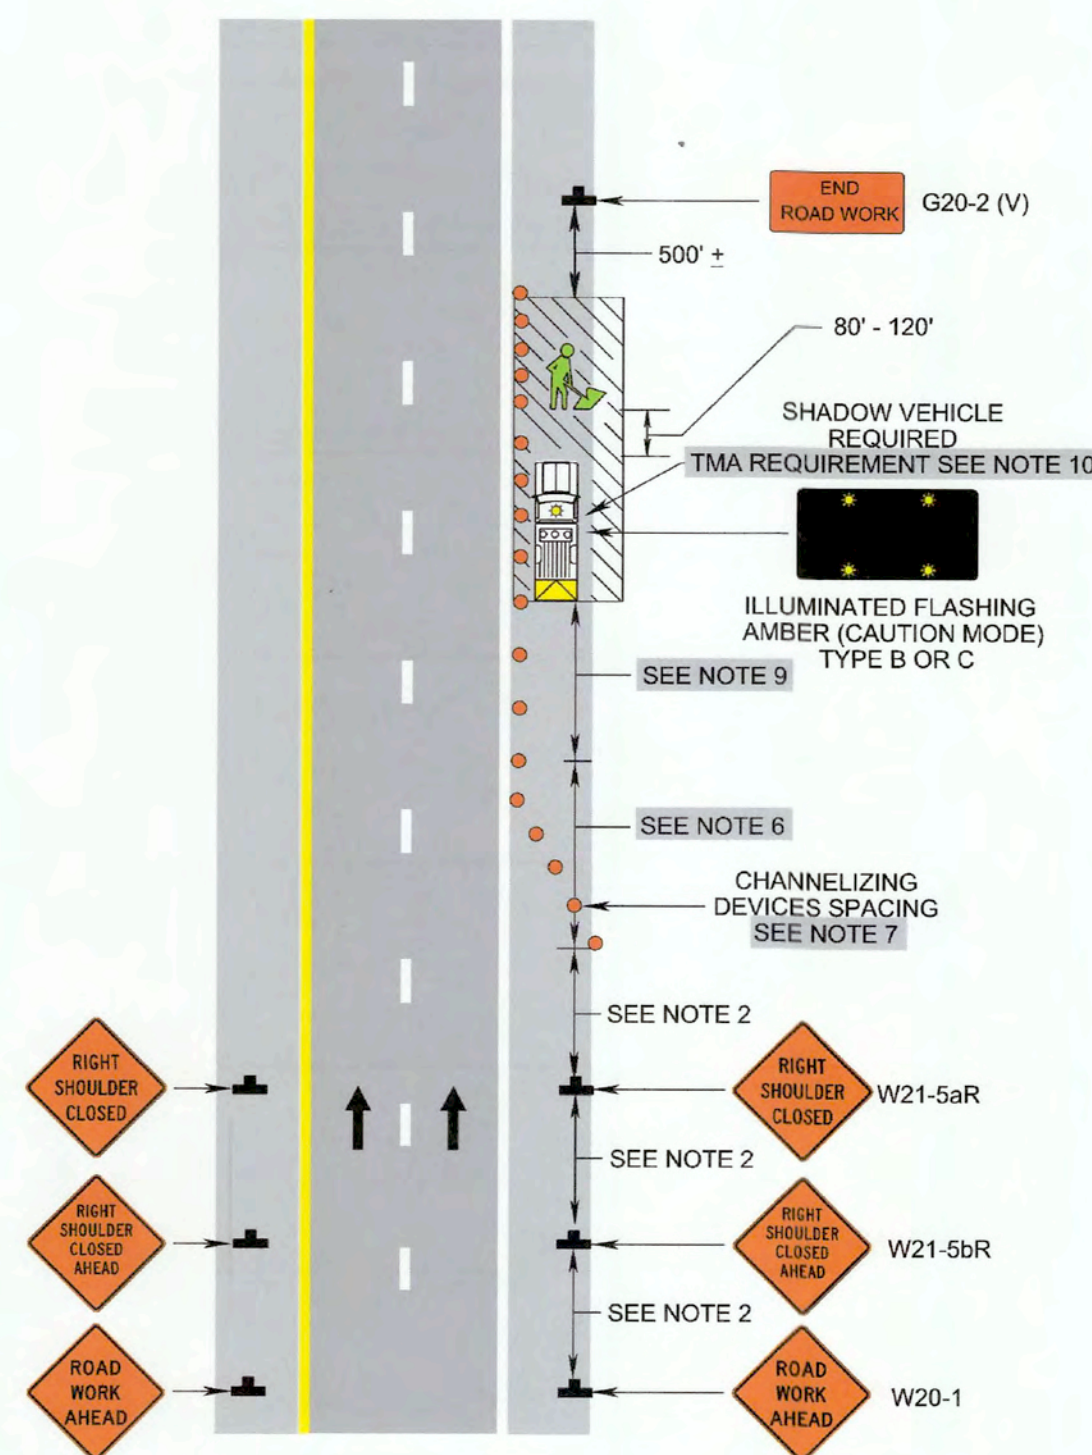 END
ROAD WORK
G20-2 (V)
500' ±
80' - 120'
SHADOW VEHICLE
REQUIRED
TMA REQUIREMENT SEE NOTE 10
ILLUMINATED FLASHING
AMBER (CAUTION MODE)
TYPE B OR C
SEE NOTE 9
SEE NOTE 6
CHANNELIZING
DEVICES SPACING
SEE NOTE 7
SEE NOTE 2
RIGHT
SHOULDER
CLOSED
RIGHT
SHOULDER
CLOSED
W21-5aR
SEE NOTE 2
RIGHT
SHOULDER
CLOSED
AHEAD
RIGHT
SHOULDER
CLOSED
AHEAD
W21-5bR
SEE NOTE 2
ROAD
WORK
AHEAD
ROAD
WORK
AHEAD
W20-1